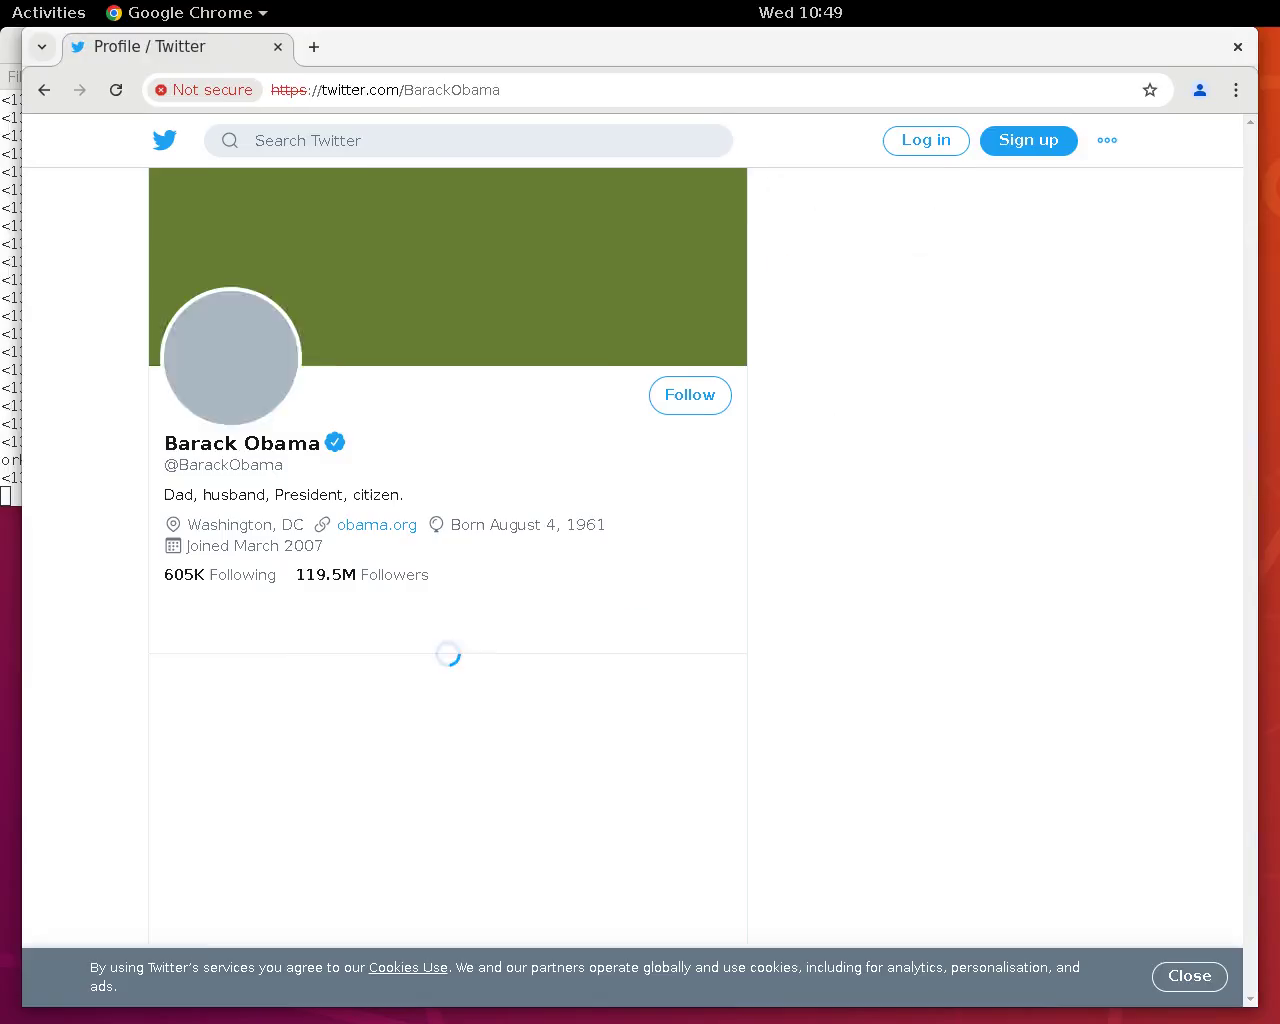 Activities
Google Chrome
Wed 10:49
Profile / Twitter
Not secure
https://twitter.com/BarackObama
Search Twitter
Log in
Sign up
Follow
Barack Obama
@BarackObama
Dad, husband, President, citizen.
Washington, DC obama.org Born August 4, 1961
Joined March 2007
605K Following 119.5M Followers
By using Twitter's services you agree to our Cookies Use. We and our partners operate globally and use cookies, including for analytics, personalisation, and
ads.
Close